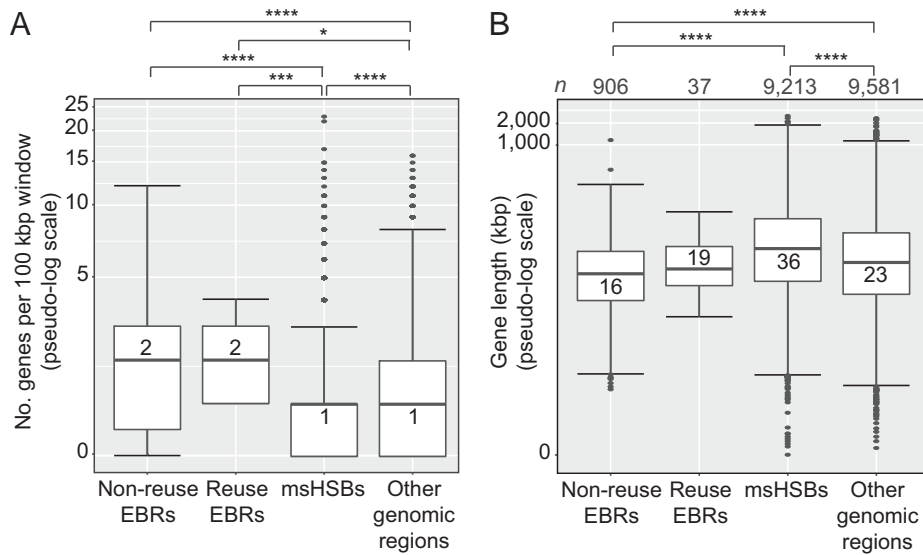 A
****
*
****
***
****
No. genes per 100 kbp window
(pseudo-log scale)
25
20
15
10
5
0
2
2
1
1
Non-reuse
EBRs
Reuse
EBRs
msHSBs
Other
genomic
regions
B
****
****
****
n 906 37 9,213 9,581
Gene length (kbp)
(pseudo-log scale)
2,000
1,000
0
16
19
36
23
Non-reuse
EBRs
Reuse
EBRs
msHSBs
Other
genomic
regions